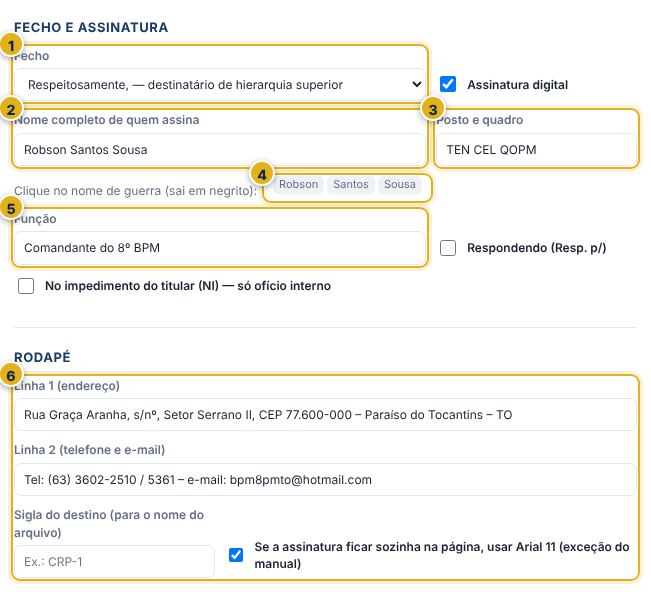 FECHO E ASSINATURA
1
Fecho
Respeitosamente, — destinatário de hierarquia superior
Assinatura digital
2
Nome completo de quem assina
3
Posto e quadro
Robson Santos Sousa
TEN CEL QOPM
Clique no nome de guerra (sai em negrito):
4
Robson Santos Sousa
5
Função
Comandante do 8º BPM
Respondendo (Resp. p/)
No impedimento do titular (NI) — só ofício interno
RODAPÉ
6
Linha 1 (endereço)
Rua Graça Aranha, s/nº, Setor Serrano II, CEP 77.600-000 – Paraíso do Tocantins – TO
Linha 2 (telefone e e-mail)
Tel: (63) 3602-2510 / 5361 – e-mail: bpm8pmto@hotmail.com
Sigla do destino (para o nome do
arquivo)
Ex.: CRP-1
Se a assinatura ficar sozinha na página, usar Arial 11 (exceção do
manual)